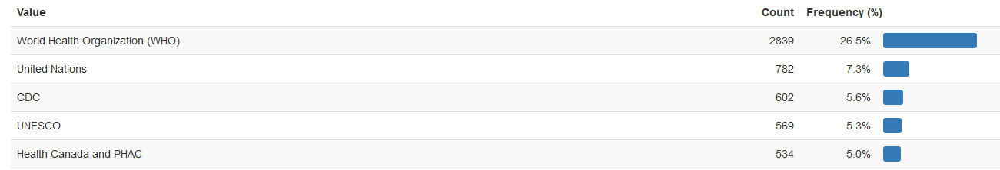 Value Count Frequency (%)
World Health Organization (WHO) 2839 26.5%
United Nations 782 7.3%
CDC 602 5.6%
UNESCO 569 5.3%
Health Canada and PHAC 534 5.0%